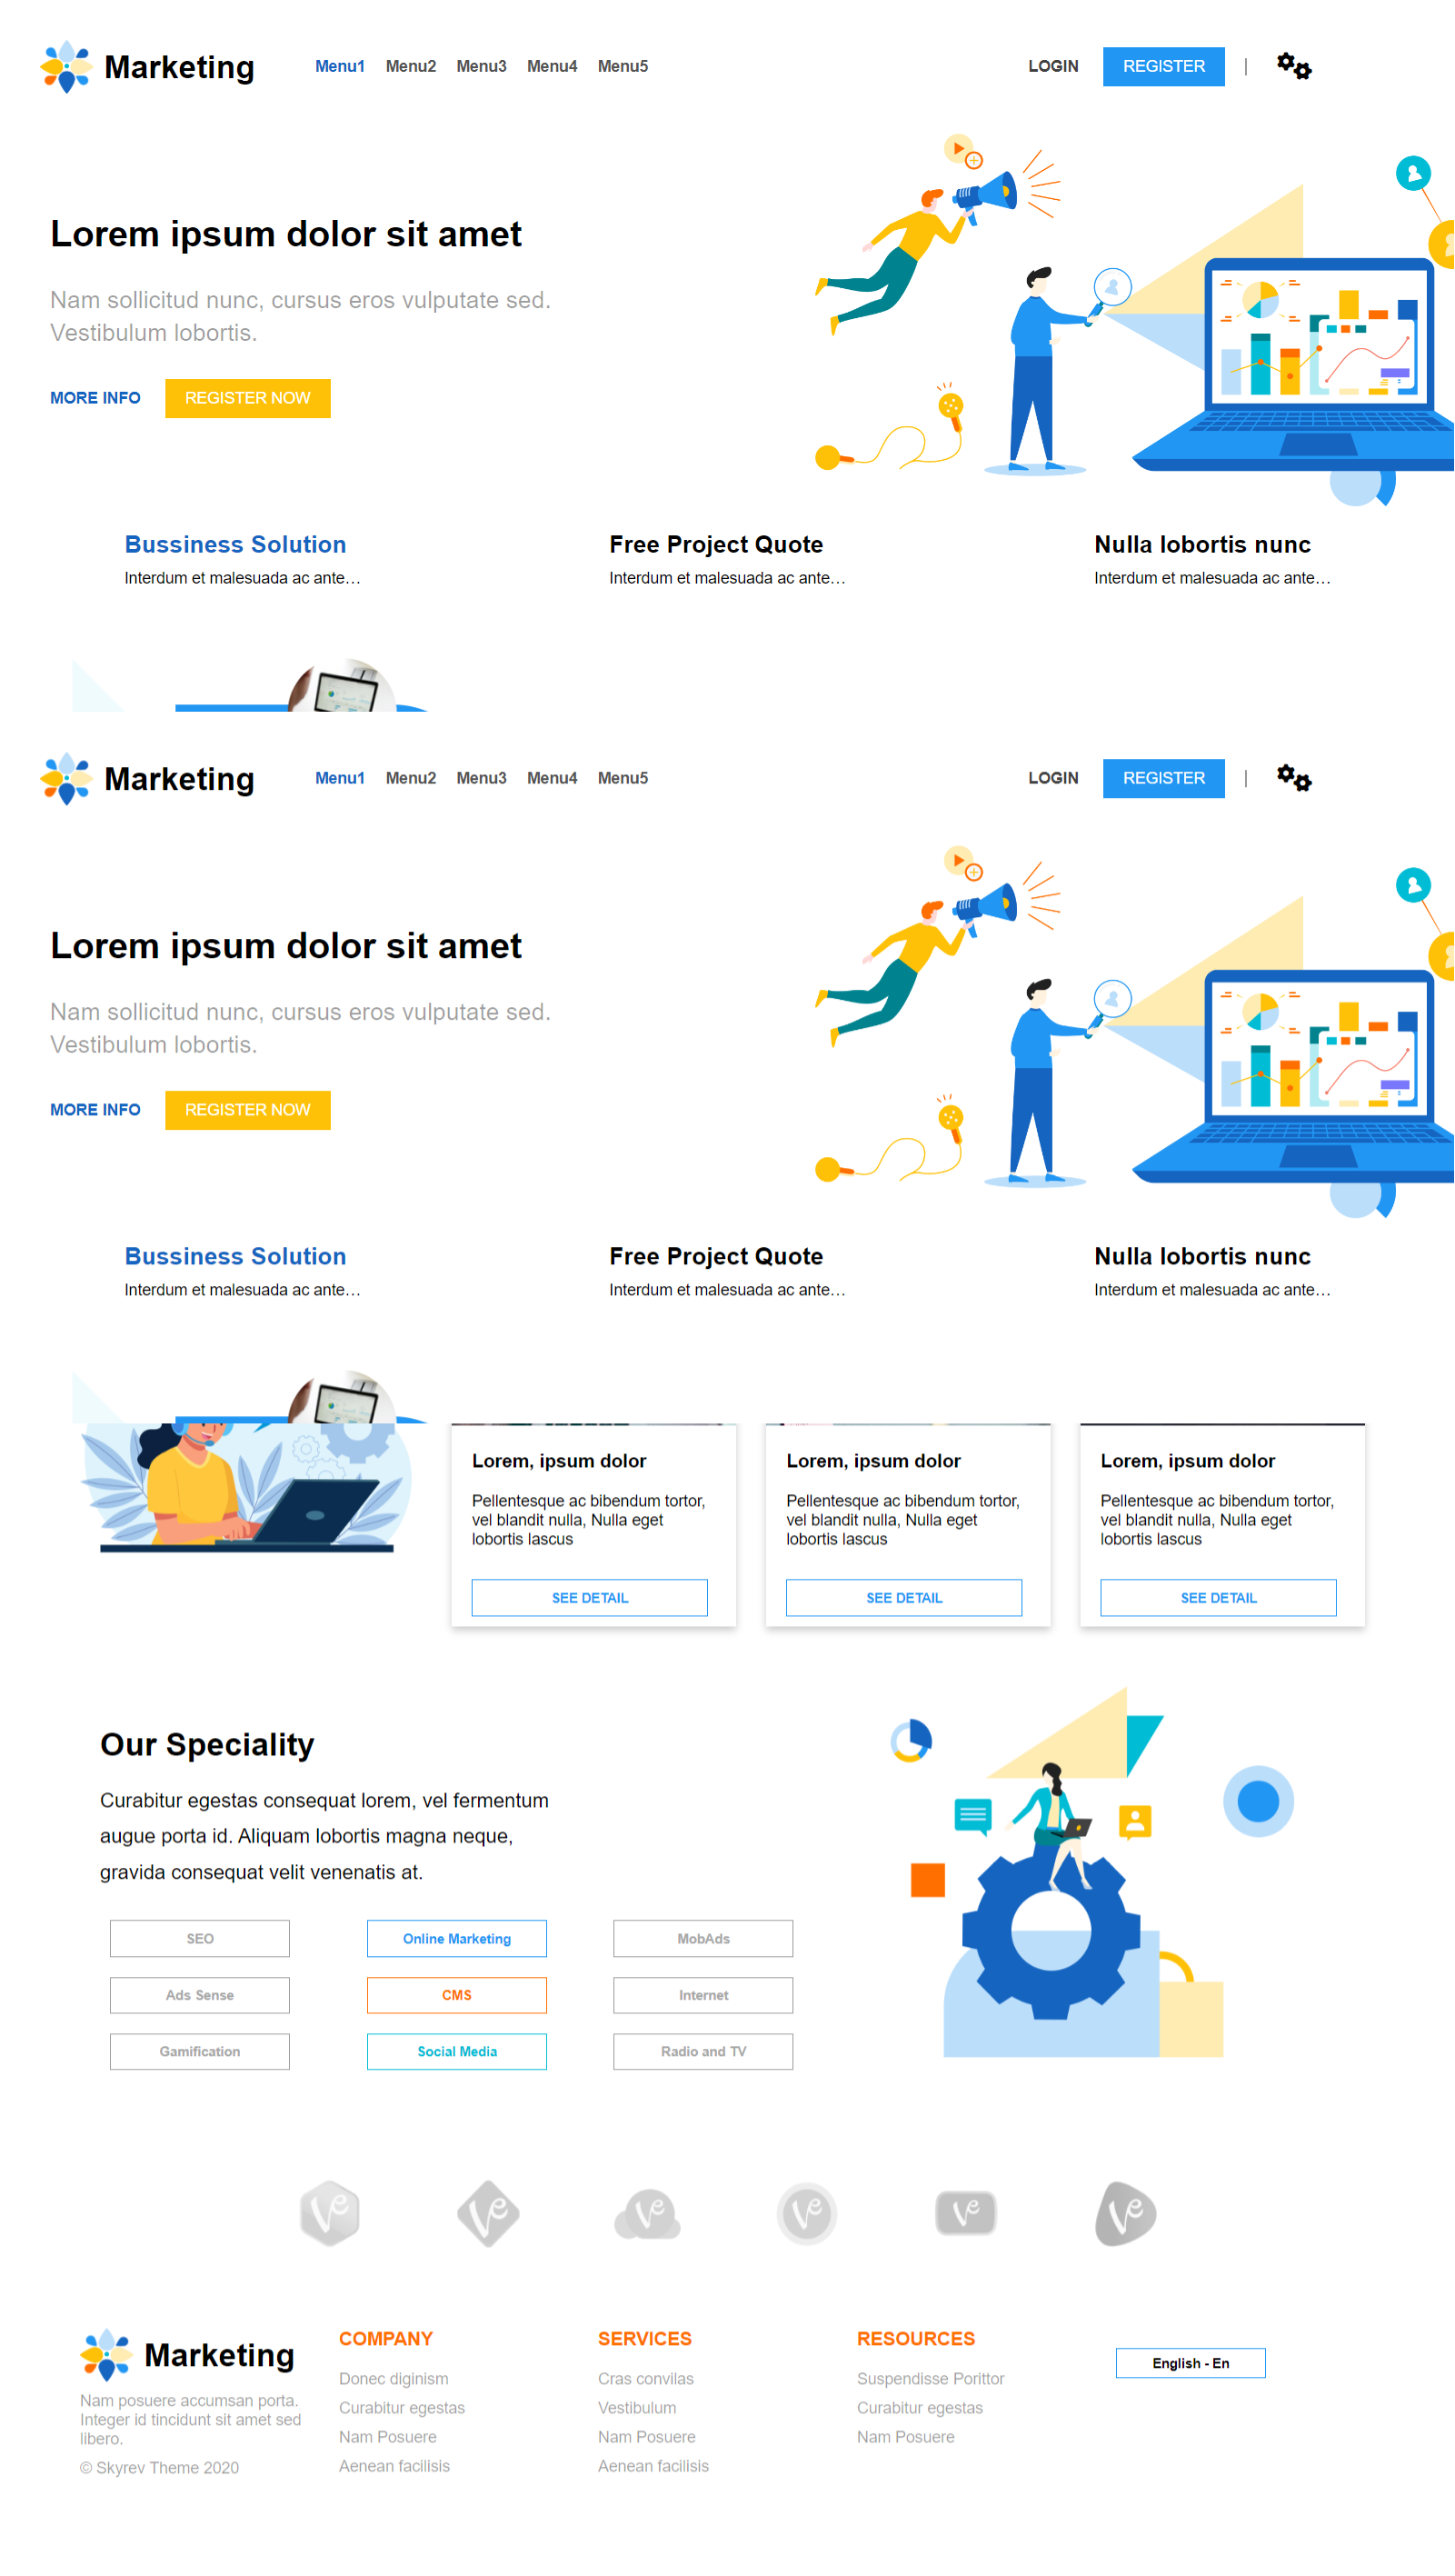 Marketing
Menu1 Menu2 Menu3 Menu4 Menu5
LOGIN REGISTER |
Lorem ipsum dolor sit amet
Nam sollicitud nunc, cursus eros vulputate sed.
Vestibulum lobortis.
MORE INFO REGISTER NOW
Bussiness Solution
Interdum et malesuada ac ante…
Free Project Quote
Interdum et malesuada ac ante…
Nulla lobortis nunc
Interdum et malesuada ac ante…
Marketing
Menu1 Menu2 Menu3 Menu4 Menu5
LOGIN REGISTER |
Lorem ipsum dolor sit amet
Nam sollicitud nunc, cursus eros vulputate sed.
Vestibulum lobortis.
MORE INFO REGISTER NOW
Bussiness Solution
Interdum et malesuada ac ante…
Free Project Quote
Interdum et malesuada ac ante…
Nulla lobortis nunc
Interdum et malesuada ac ante…
Lorem, ipsum dolor
Pellentesque ac bibendum tortor,
vel blandit nulla, Nulla eget
lobortis lascus
SEE DETAIL
Lorem, ipsum dolor
Pellentesque ac bibendum tortor,
vel blandit nulla, Nulla eget
lobortis lascus
SEE DETAIL
Lorem, ipsum dolor
Pellentesque ac bibendum tortor,
vel blandit nulla, Nulla eget
lobortis lascus
SEE DETAIL
Our Speciality
Curabitur egestas consequat lorem, vel fermentum
augue porta id. Aliquam lobortis magna neque,
gravida consequat velit venenatis at.
SEO Online Marketing MobAds
Ads Sense CMS Internet
Gamification Social Media Radio and TV
Marketing
Nam posuere accumsan porta.
Integer id tincidunt sit amet sed
libero.
© Skyrev Theme 2020
COMPANY
Donec diginism
Curabitur egestas
Nam Posuere
Aenean facilisis
SERVICES
Cras convilas
Vestibulum
Nam Posuere
Aenean facilisis
RESOURCES
Suspendisse Porittor
Curabitur egestas
Nam Posuere
English - En